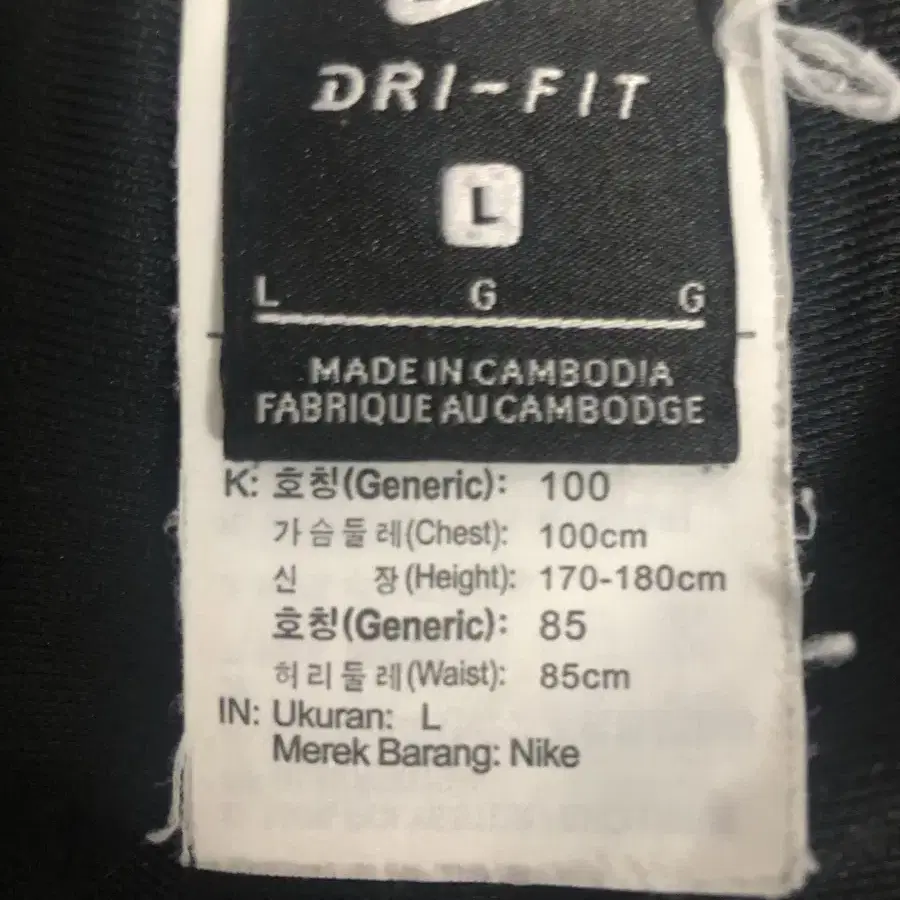 DRI-FIT
L
L G G
MADE IN CAMBODIA
FABRIQUE AU CAMBODGE
K: 호칭(Generic): 100
가슴둘레(Chest): 100cm
신 장(Height): 170-180cm
호칭(Generic): 85
허리둘레(Waist): 85cm
IN: Ukuran: L
Merek Barang: Nike